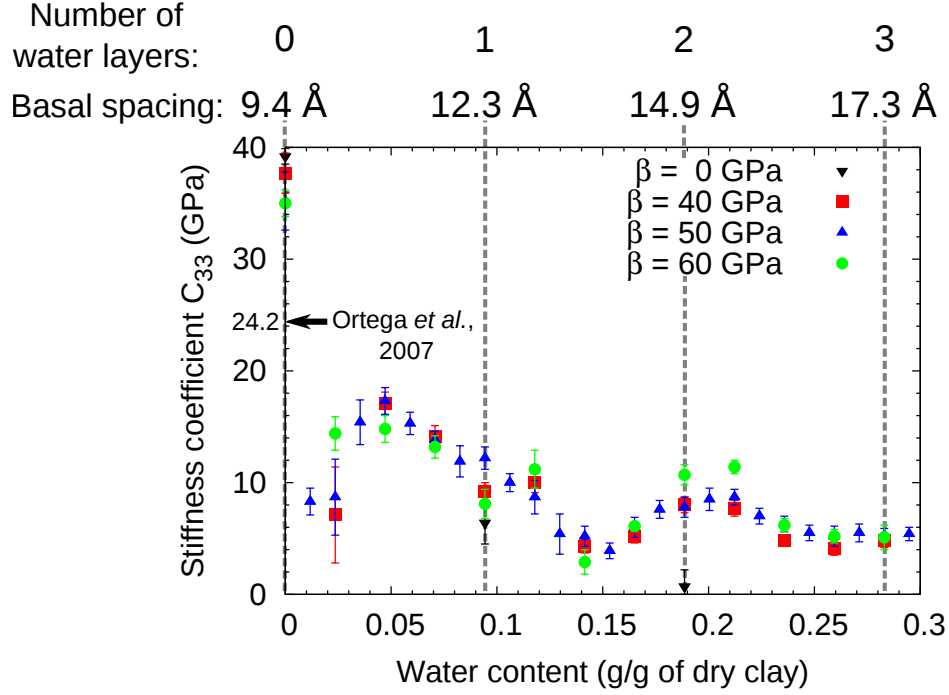 Number of
water layers: 0 1 2 3
Basal spacing: 9.4 Å 12.3 Å 14.9 Å 17.3 Å
40
30
24.2
20
10
0
Stiffness coefficient C₃₃ (GPa)
β = 0 GPa
β = 40 GPa
β = 50 GPa
β = 60 GPa
Ortega et al.,
2007
0 0.05 0.1 0.15 0.2 0.25 0.3
Water content (g/g of dry clay)